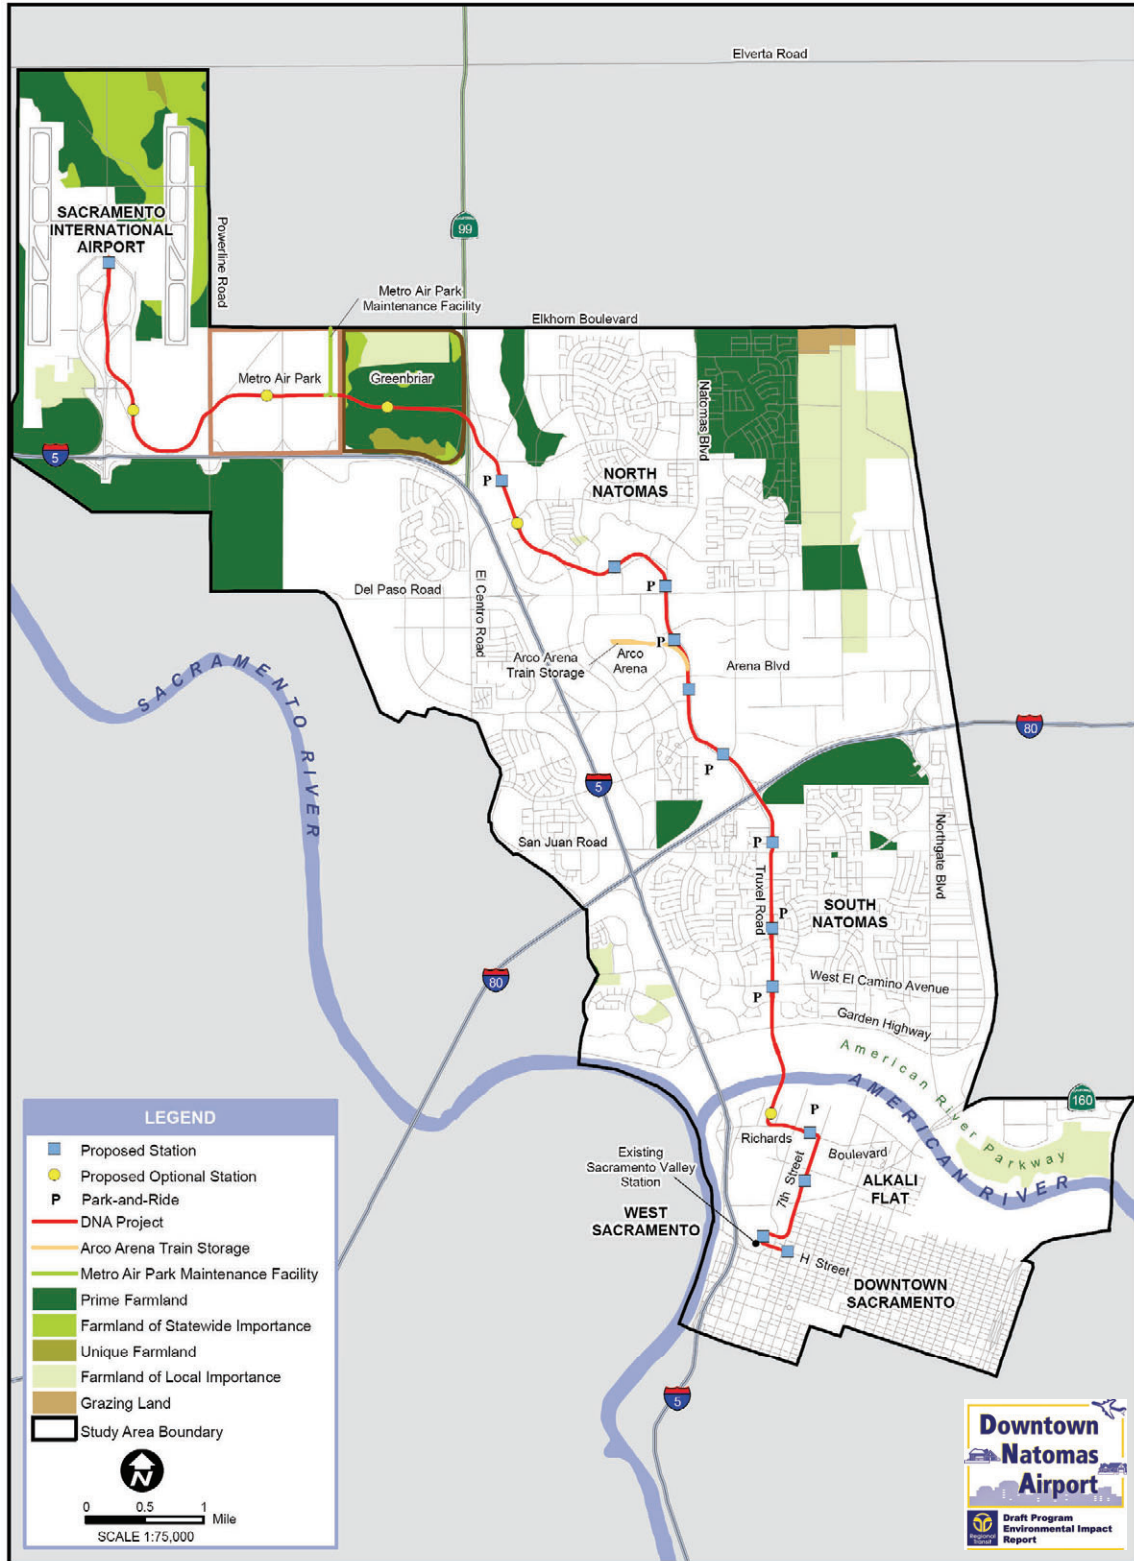 Elverta Road
99
SACRAMENTO
INTERNATIONAL
AIRPORT
Powerline Road
Metro Air Park
Maintenance Facility
Elkhorn Boulevard
Metro Air Park
Greenbriar
Natomas Blvd
5
P
NORTH
NATOMAS
Del Paso Road
El Centro Road
P
P
Arco Arena
Train Storage
Arco
Arena
Arena Blvd
SACRAMENTO RIVER
80
P
5
San Juan Road
P
Truxel Road
Northgate Blvd
SOUTH
NATOMAS
P
80
West El Camino Avenue
P
Garden Highway
American River Parkway
AMERICAN RIVER
160
P
Richards
Boulevard
Existing
Sacramento Valley
Station
7th Street
ALKALI
FLAT
WEST
SACRAMENTO
H Street
DOWNTOWN
SACRAMENTO
5
LEGEND
Proposed Station
Proposed Optional Station
P Park-and-Ride
DNA Project
Arco Arena Train Storage
Metro Air Park Maintenance Facility
Prime Farmland
Farmland of Statewide Importance
Unique Farmland
Farmland of Local Importance
Grazing Land
Study Area Boundary
N
0 0.5 1
Mile
SCALE 1:75,000
Downtown
Natomas
Airport
Regional
Transit
Draft Program
Environmental Impact
Report